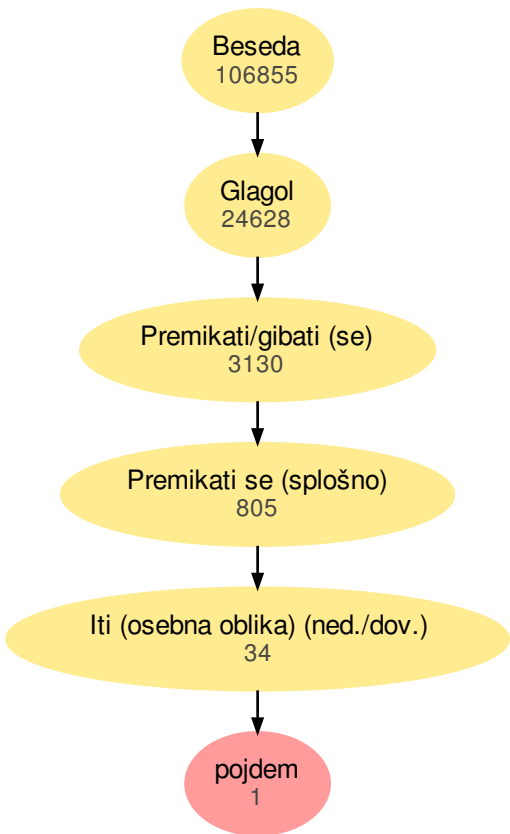 Beseda
106855
Glagol
24628
Premikati/gibati (se)
3130
Premikati se (splošno)
805
Iti (osebna oblika) (ned./dov.)
34
pojdem
1